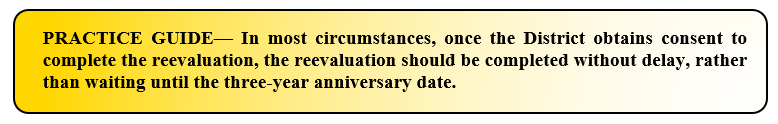 PRACTICE GUIDE— In most circumstances, once the District obtains consent to
complete the reevaluation, the reevaluation should be completed without delay, rather
than waiting until the three-year anniversary date.